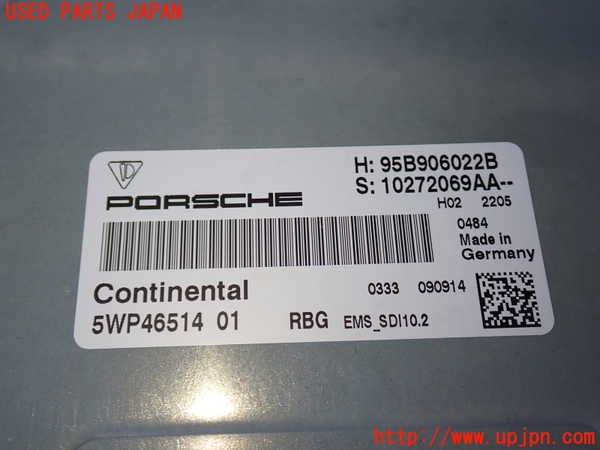 USED PARTS JAPAN
H: 95B906022B
S: 10272069AA--
PORSCHE
H02 2205
0484
Made in
Germany
Continental
0333 090914
5WP46514 01 RBG EMS_SDI10.2
http://www.upjpn.com/